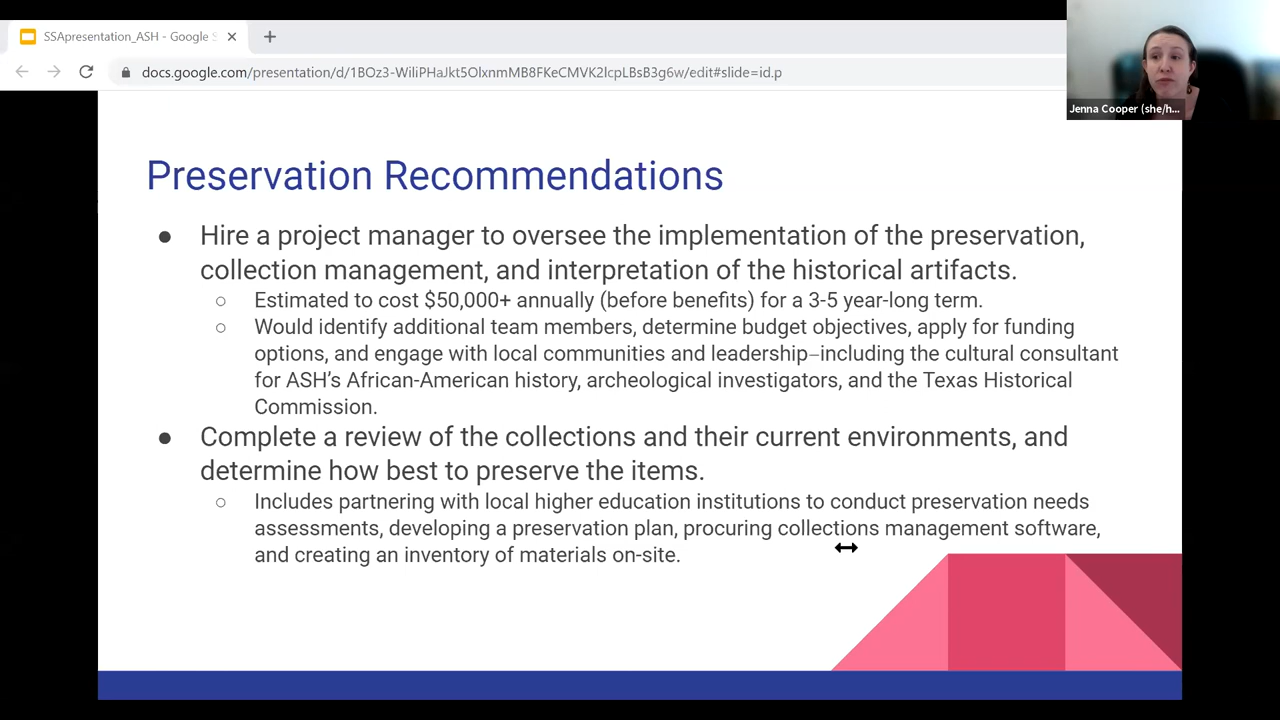 SSApresentation_ASH - Google S
docs.google.com/presentation/d/1BOz3-WiliPHaJkt5OlxnmMB8FKeCMVK2lcpLBsB3g6w/edit#slide=id.p
Jenna Cooper (she/h...
Preservation Recommendations
● Hire a project manager to oversee the implementation of the preservation,
collection management, and interpretation of the historical artifacts.
○ Estimated to cost $50,000+ annually (before benefits) for a 3-5 year-long term.
○ Would identify additional team members, determine budget objectives, apply for funding
options, and engage with local communities and leadership–including the cultural consultant
for ASH’s African-American history, archeological investigators, and the Texas Historical
Commission.
● Complete a review of the collections and their current environments, and
determine how best to preserve the items.
○ Includes partnering with local higher education institutions to conduct preservation needs
assessments, developing a preservation plan, procuring collections management software,
and creating an inventory of materials on-site.